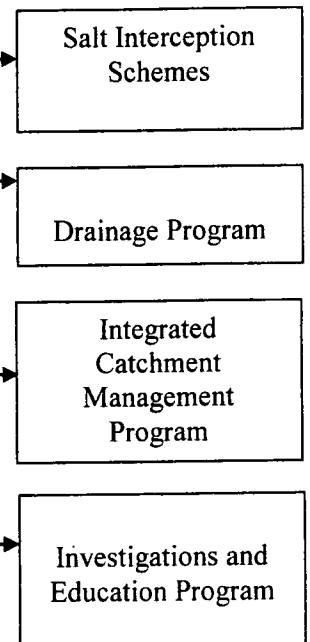 Salt Interception
Schemes
Drainage Program
Integrated
Catchment
Management
Program
Investigations and
Education Program